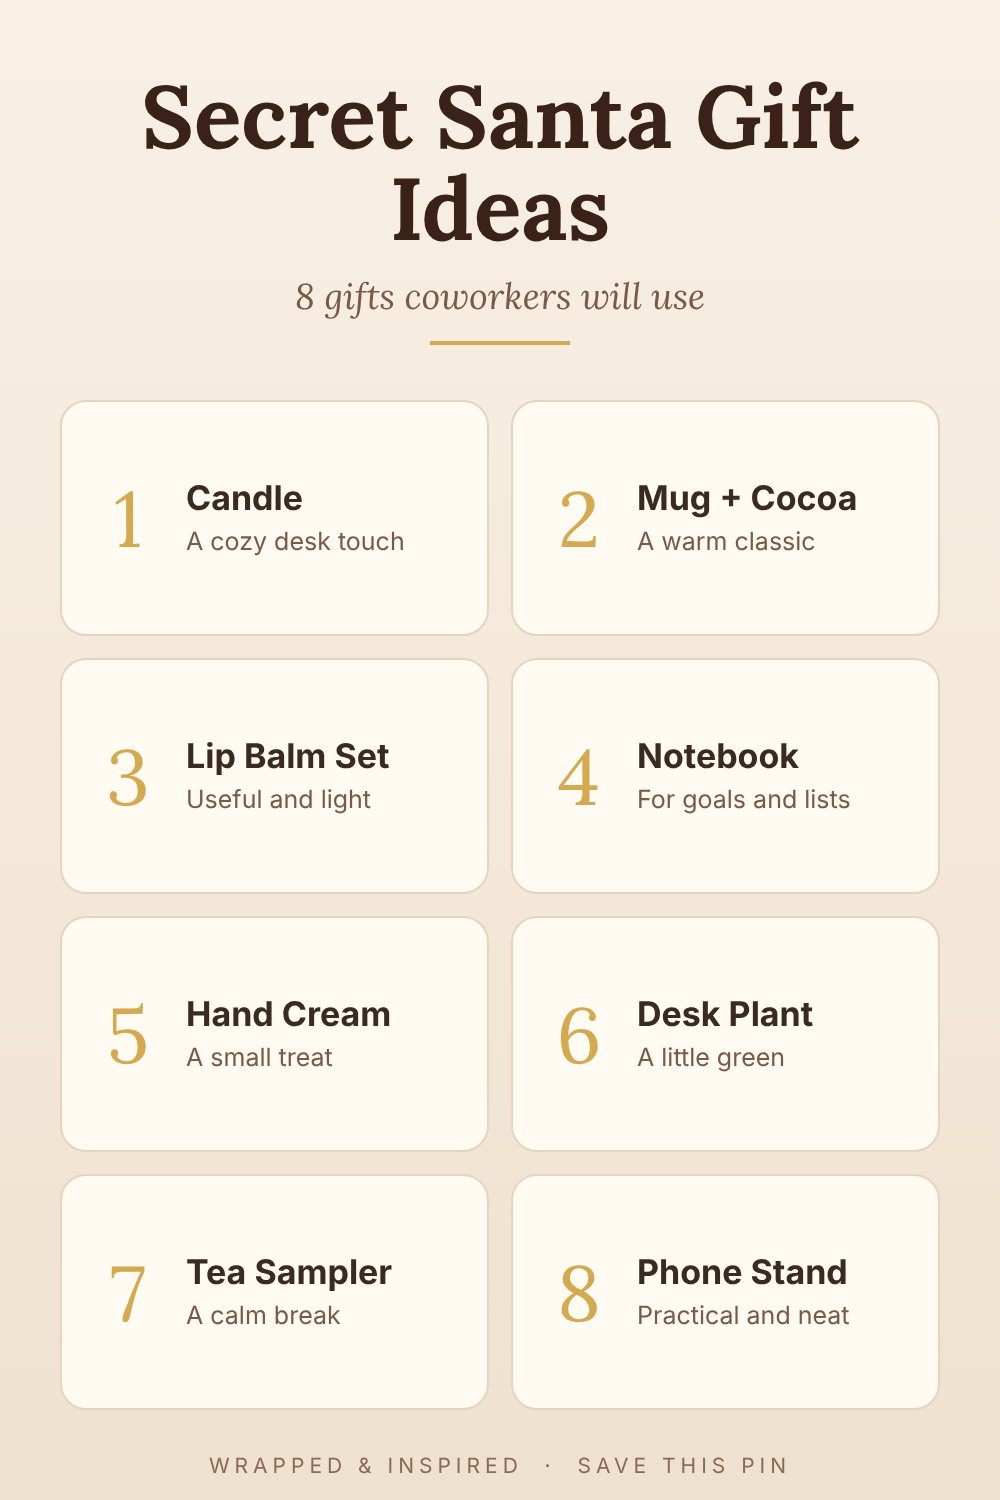 Secret Santa Gift
Ideas
8 gifts coworkers will use
1
Candle
A cozy desk touch
2
Mug + Cocoa
A warm classic
3
Lip Balm Set
Useful and light
4
Notebook
For goals and lists
5
Hand Cream
A small treat
6
Desk Plant
A little green
7
Tea Sampler
A calm break
8
Phone Stand
Practical and neat
WRAPPED & INSPIRED · SAVE THIS PIN